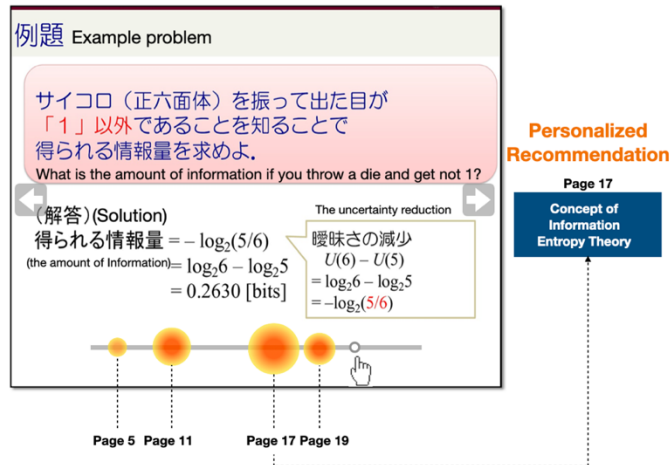 例題 Example problem
サイコロ（正六面体）を振って出た目が
「１」以外であることを知ることで
得られる情報量を求めよ．
What is the amount of information if you throw a die and get not 1?
（解答）(Solution)
得られる情報量 = – log₂(5/6)
(the amount of Information) = log₂6 – log₂5
= 0.2630 [bits]
The uncertainty reduction
曖昧さの減少
U(6) – U(5)
= log₂6 – log₂5
= –log₂(5/6)
Page 5 Page 11 Page 17 Page 19
Personalized
Recommendation
Page 17
Concept of
Information
Entropy Theory